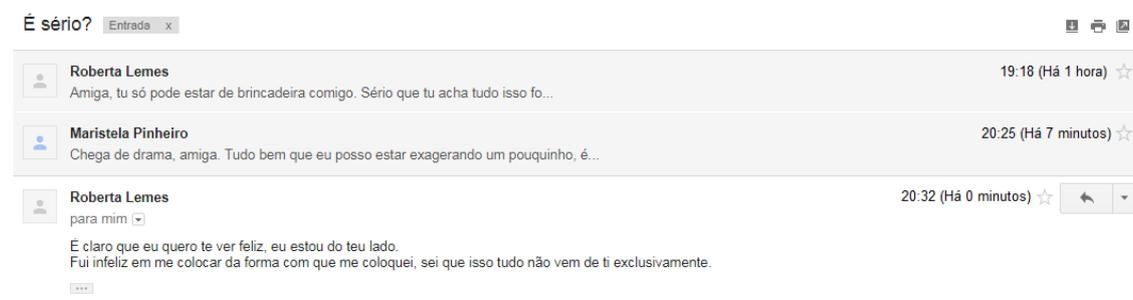 É sério? Entrada x
Roberta Lemes 19:18 (Há 1 hora)
Amiga, tu só pode estar de brincadeira comigo. Sério que tu acha tudo isso fo...
Maristela Pinheiro 20:25 (Há 7 minutos)
Chega de drama, amiga. Tudo bem que eu posso estar exagerando um pouquinho, é...
Roberta Lemes 20:32 (Há 0 minutos)
para mim
É claro que eu quero te ver feliz, eu estou do teu lado.
Fui infeliz em me colocar da forma com que me coloquei, sei que isso tudo não vem de ti exclusivamente.
...